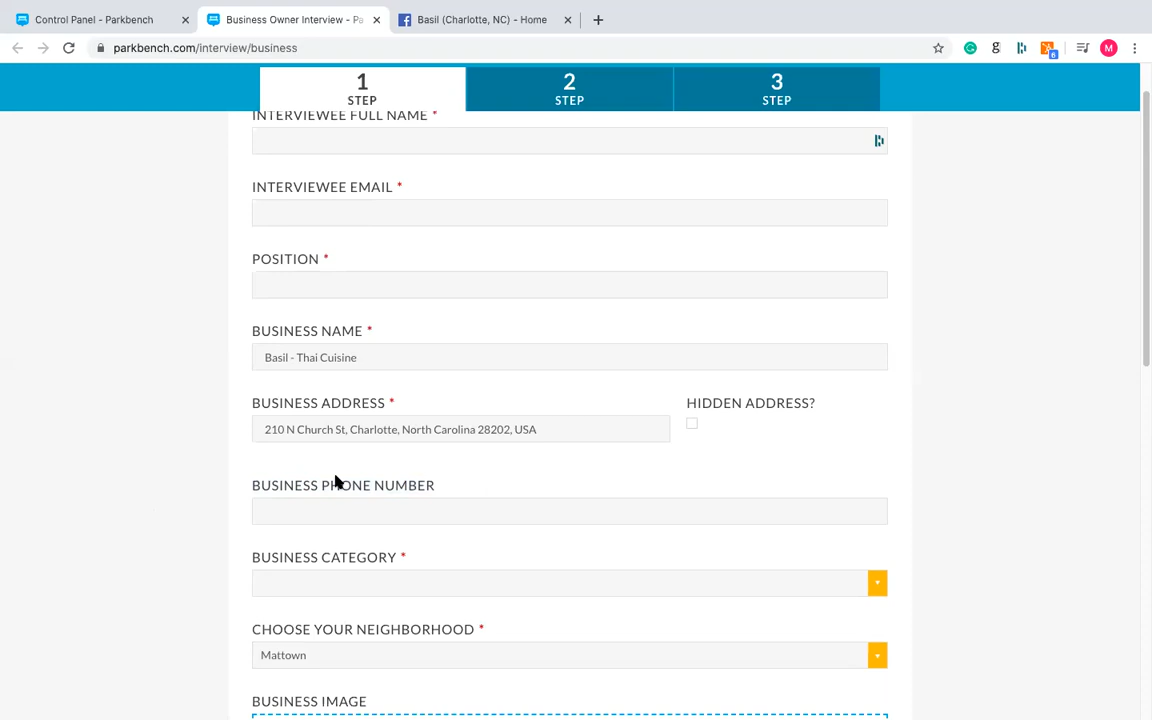 Control Panel - Parkbench
Business Owner Interview - Pa
Basil (Charlotte, NC) - Home
parkbench.com/interview/business
g
6
M
1
STEP
2
STEP
3
STEP
INTERVIEWEE FULL NAME *
INTERVIEWEE EMAIL *
POSITION *
BUSINESS NAME *
Basil - Thai Cuisine
BUSINESS ADDRESS *
HIDDEN ADDRESS?
210 N Church St, Charlotte, North Carolina 28202, USA
BUSINESS PHONE NUMBER
BUSINESS CATEGORY *
CHOOSE YOUR NEIGHBORHOOD *
Mattown
BUSINESS IMAGE